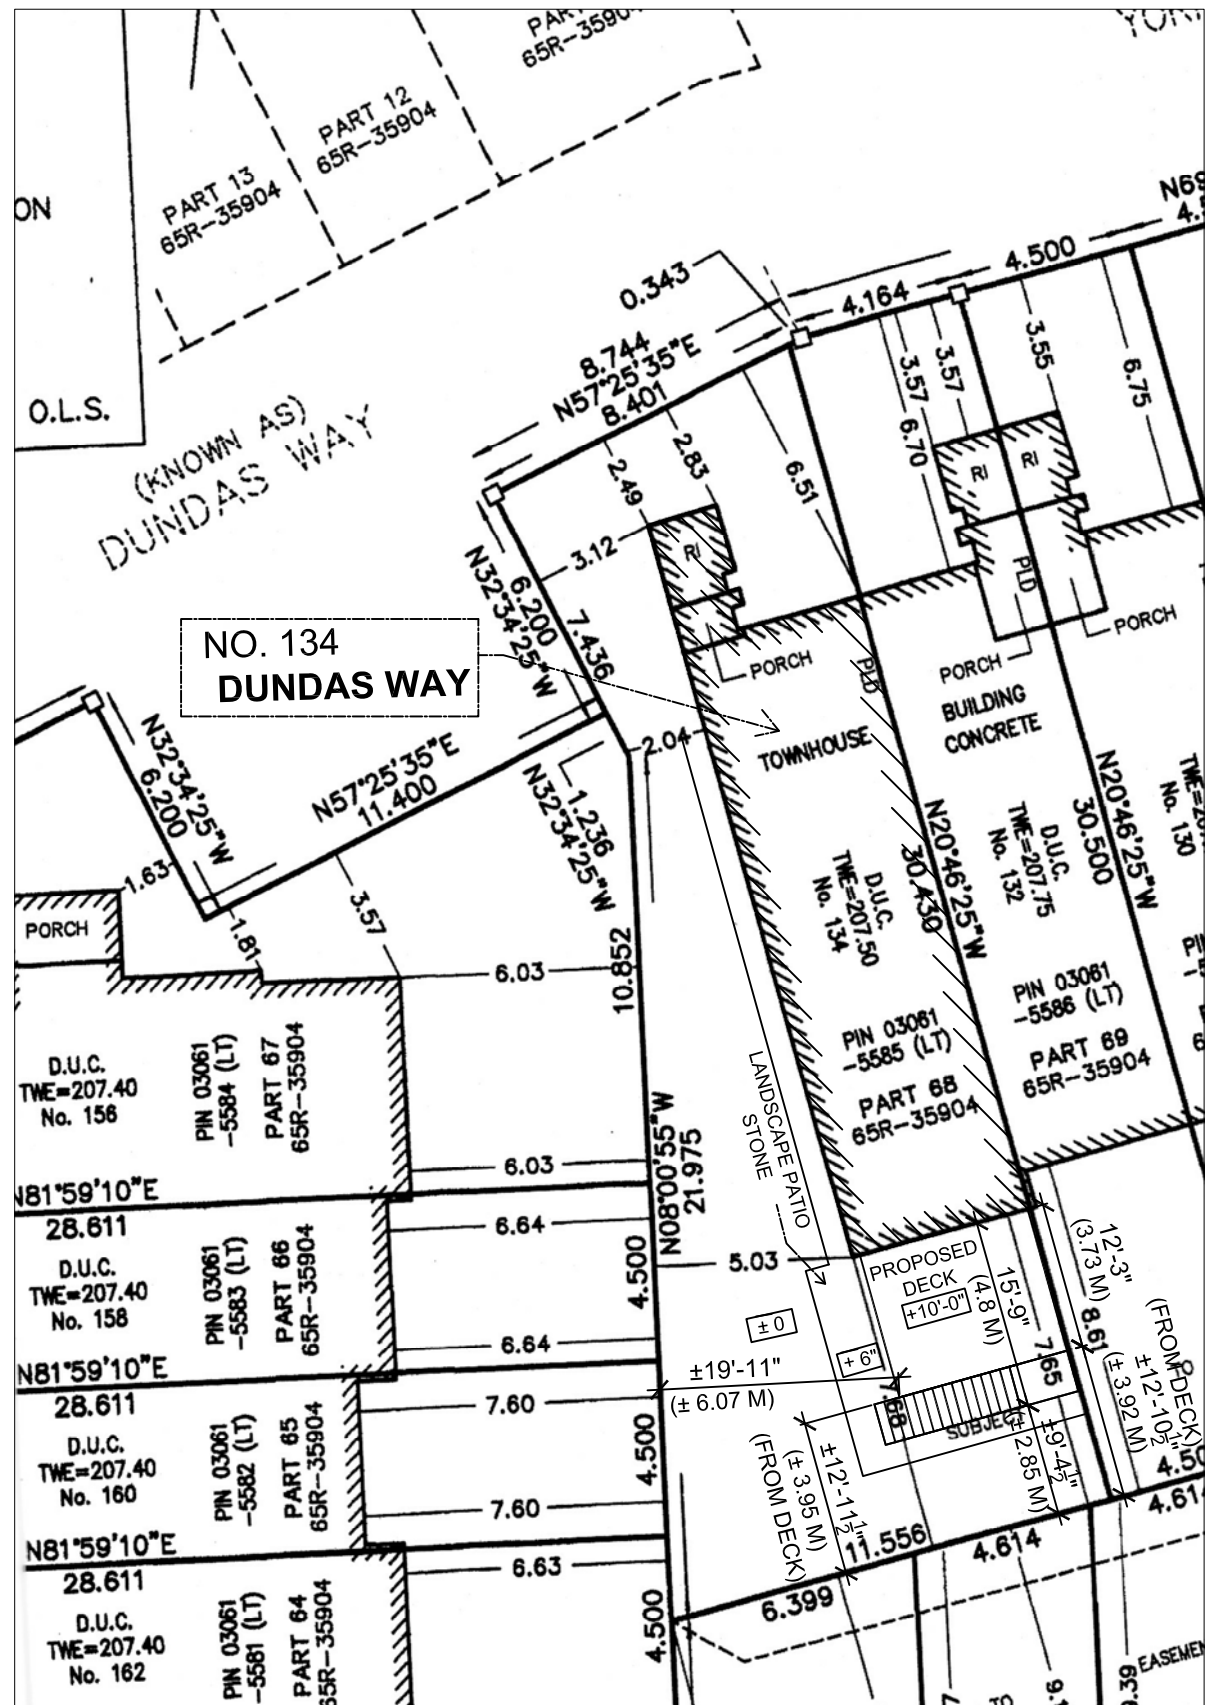 YOR
PART 12
65R-35904
65R-35904
PART 13
65R-35904
ON
O.L.S.
(KNOWN AS)
DUNDAS WAY
0.343
4.500
4.164
8.744
N57°25'35"E
8.401
2.49
2.83
6.51
3.57
6.70
3.57
3.55
6.75
RI
RI
RI
3.12
N32°34'25"W
6.200
7.436
PLD
PLD
PORCH
PORCH
PORCH
NO. 134
DUNDAS WAY
TOWNHOUSE
BUILDING
CONCRETE
2.04
N32°34'25"W
6.200
N57°25'35"E
11.400
1.236
N32°34'25"W
1.63
1.81
3.57
PORCH
6.03
10.852
D.U.C.
TWE=207.50
No. 134
30.430
N20°46'25"W
D.U.C.
TWE=207.75
No. 132
30.500
N20°46'25"W
No. 130
PIN 03061
-5585 (LT)
PART 68
65R-35904
PIN 03061
-5586 (LT)
PART 69
65R-35904
D.U.C.
TWE=207.40
No. 156
PIN 03061
-5584 (LT)
PART 67
65R-35904
6.03
N81°59'10"E
28.611
N08°00'55"W
21.975
LANDSCAPE PATIO
STONE
D.U.C.
TWE=207.40
No. 158
PIN 03061
-5583 (LT)
PART 66
65R-35904
6.64
4.500
6.64
5.03
PROPOSED
DECK
+10'-0"
± 0
+ 6"
15'-9"
(4.8 M)
12'-3"
(3.73 M)
8.61
7.65
7.68
±19'-11"
(± 6.07 M)
(FROM DECK)
±12'-10½"
(± 3.92 M)
±9'-4½"
(± 2.85 M)
±12'-11½"
(± 3.95 M)
(FROM DECK)
N81°59'10"E
28.611
D.U.C.
TWE=207.40
No. 160
PIN 03061
-5582 (LT)
PART 65
65R-35904
7.60
4.500
7.60
N81°59'10"E
28.611
D.U.C.
TWE=207.40
No. 162
PIN 03061
-5581 (LT)
PART 64
65R-35904
6.63
4.500
11.556
4.614
6.399
4.614
EASEMEN